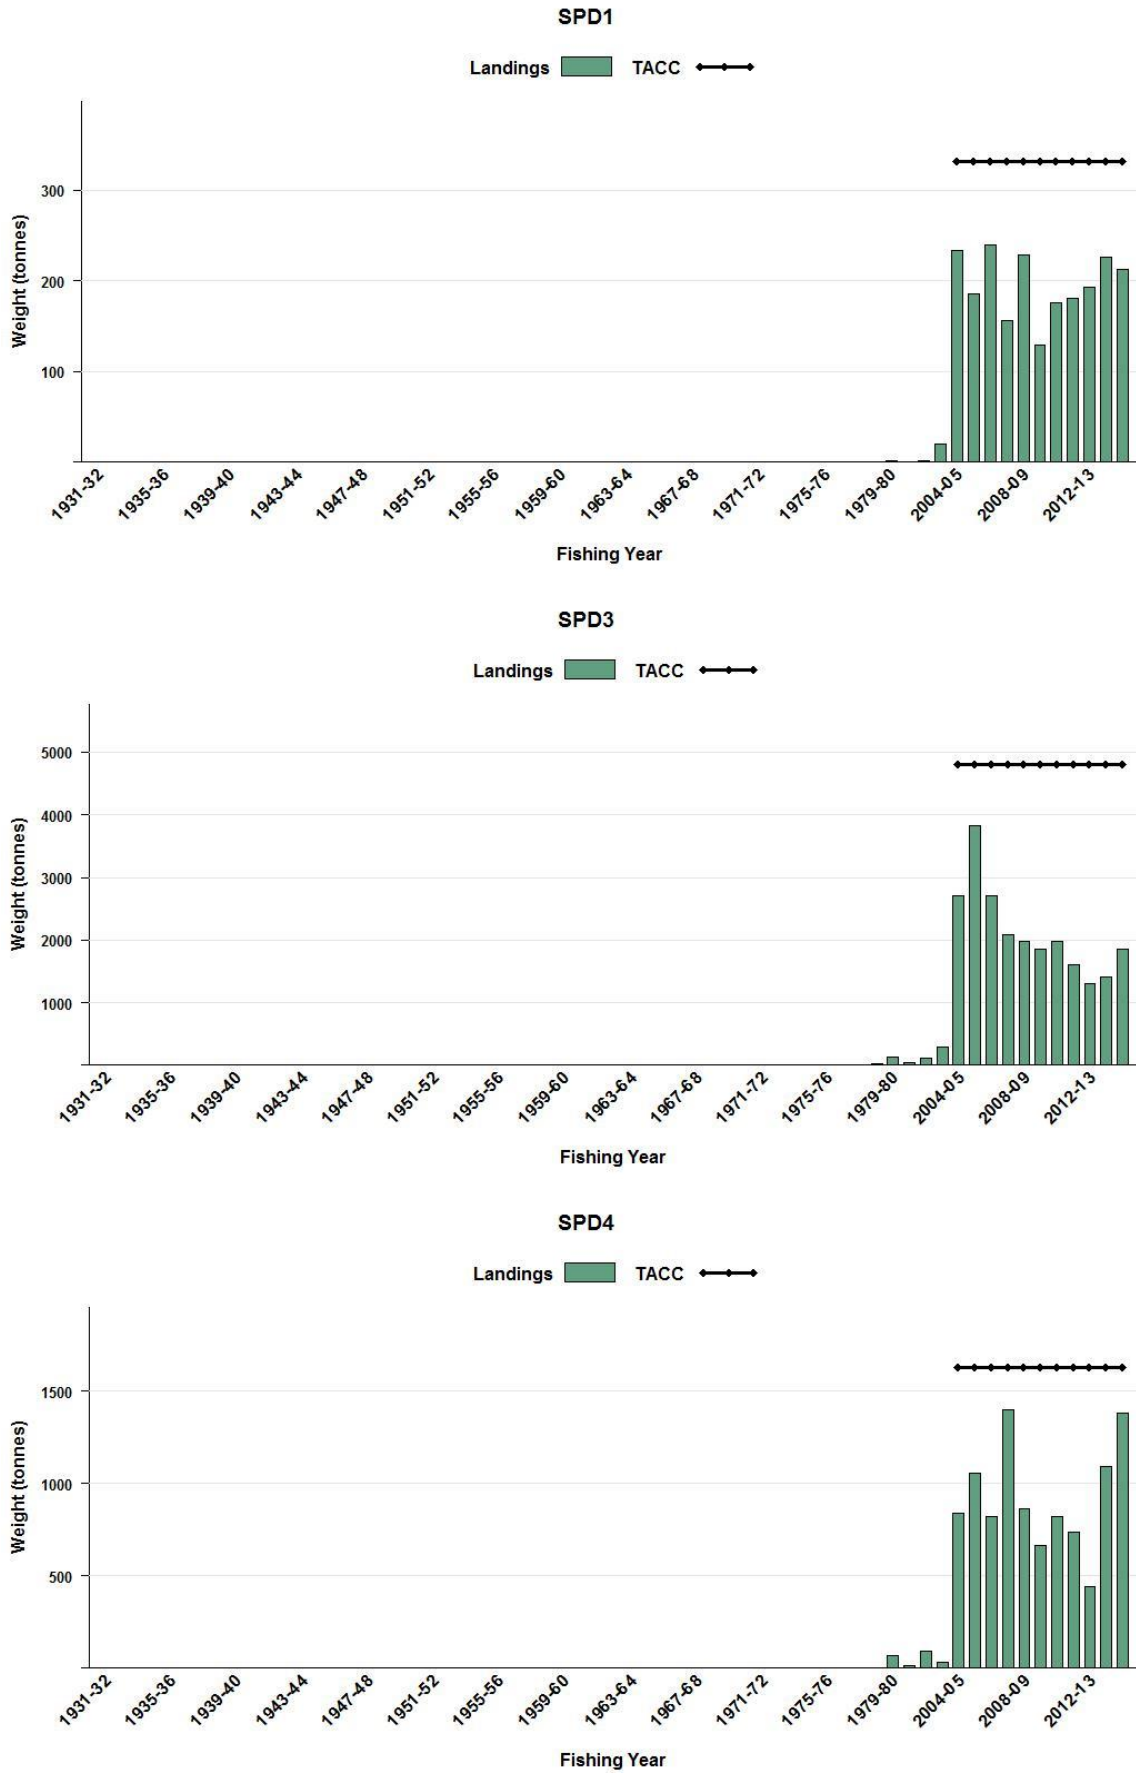 SPD1
Landings TACC
300
200
100
Weight (tonnes)
1931-32 1935-36 1939-40 1943-44 1947-48 1951-52 1955-56 1959-60 1963-64 1967-68 1971-72 1975-76 1979-80 2004-05 2008-09 2012-13
Fishing Year
SPD3
Landings TACC
5000
4000
3000
2000
1000
Weight (tonnes)
1931-32 1935-36 1939-40 1943-44 1947-48 1951-52 1955-56 1959-60 1963-64 1967-68 1971-72 1975-76 1979-80 2004-05 2008-09 2012-13
Fishing Year
SPD4
Landings TACC
1500
1000
500
Weight (tonnes)
1931-32 1935-36 1939-40 1943-44 1947-48 1951-52 1955-56 1959-60 1963-64 1967-68 1971-72 1975-76 1979-80 2004-05 2008-09 2012-13
Fishing Year